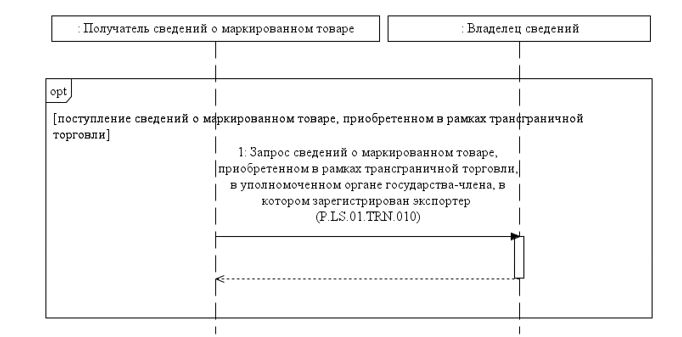 : Получатель сведений о маркированном товаре
: Владелец сведений
opt
[поступление сведений о маркированном товаре, приобретенном в рамках трансграничной
торговли]
1: Запрос сведений о маркированном товаре,
приобретенном в рамках трансграничной торговли,
в уполномоченном органе государства-члена, в
котором зарегистрирован экспортер
(P.LS.01.TRN.010)